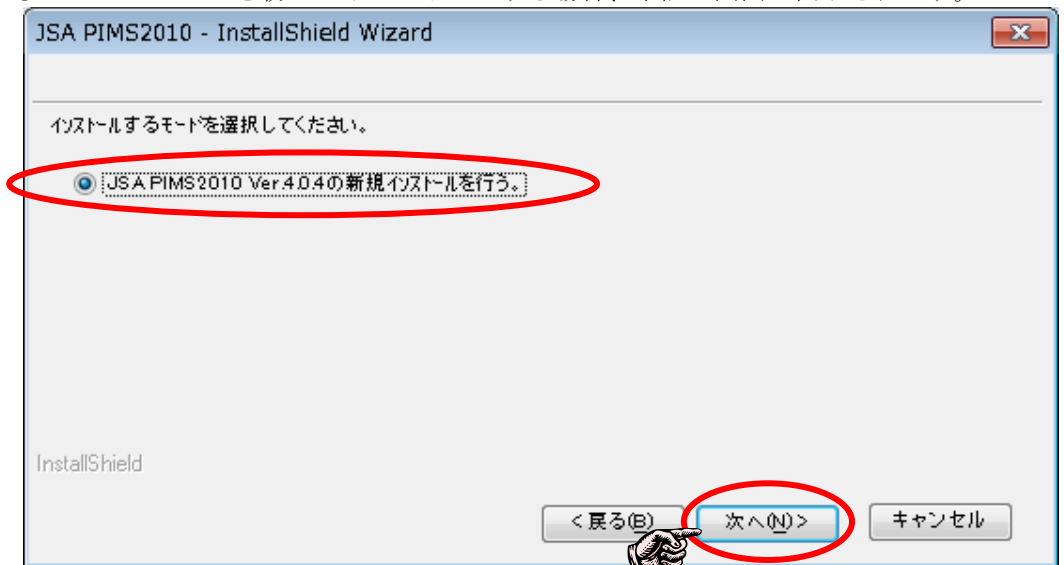 JSA PIMS2010 - InstallShield Wizard
インストールするモードを選択してください。
JSA PIMS2010 Ver.4.0.4の新規インストールを行う。
InstallShield
< 戻る(B)
次へ(N) >
キャンセル